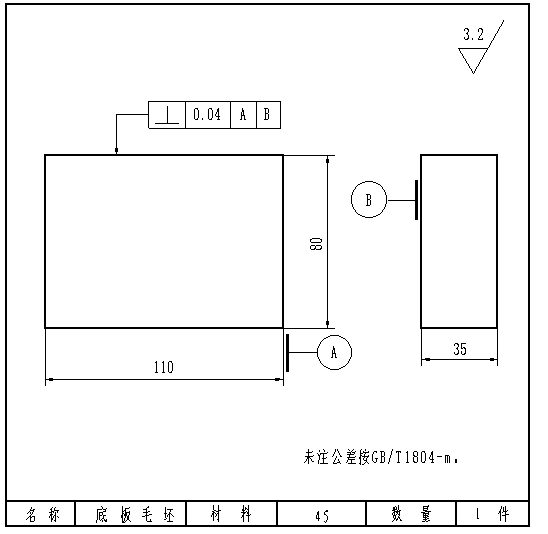 3.2
⊥ 0.04 A B
B
80
A
35
110
未注公差按GB/T1804-m.
名称 底板毛坯 材料 45 数量 1件